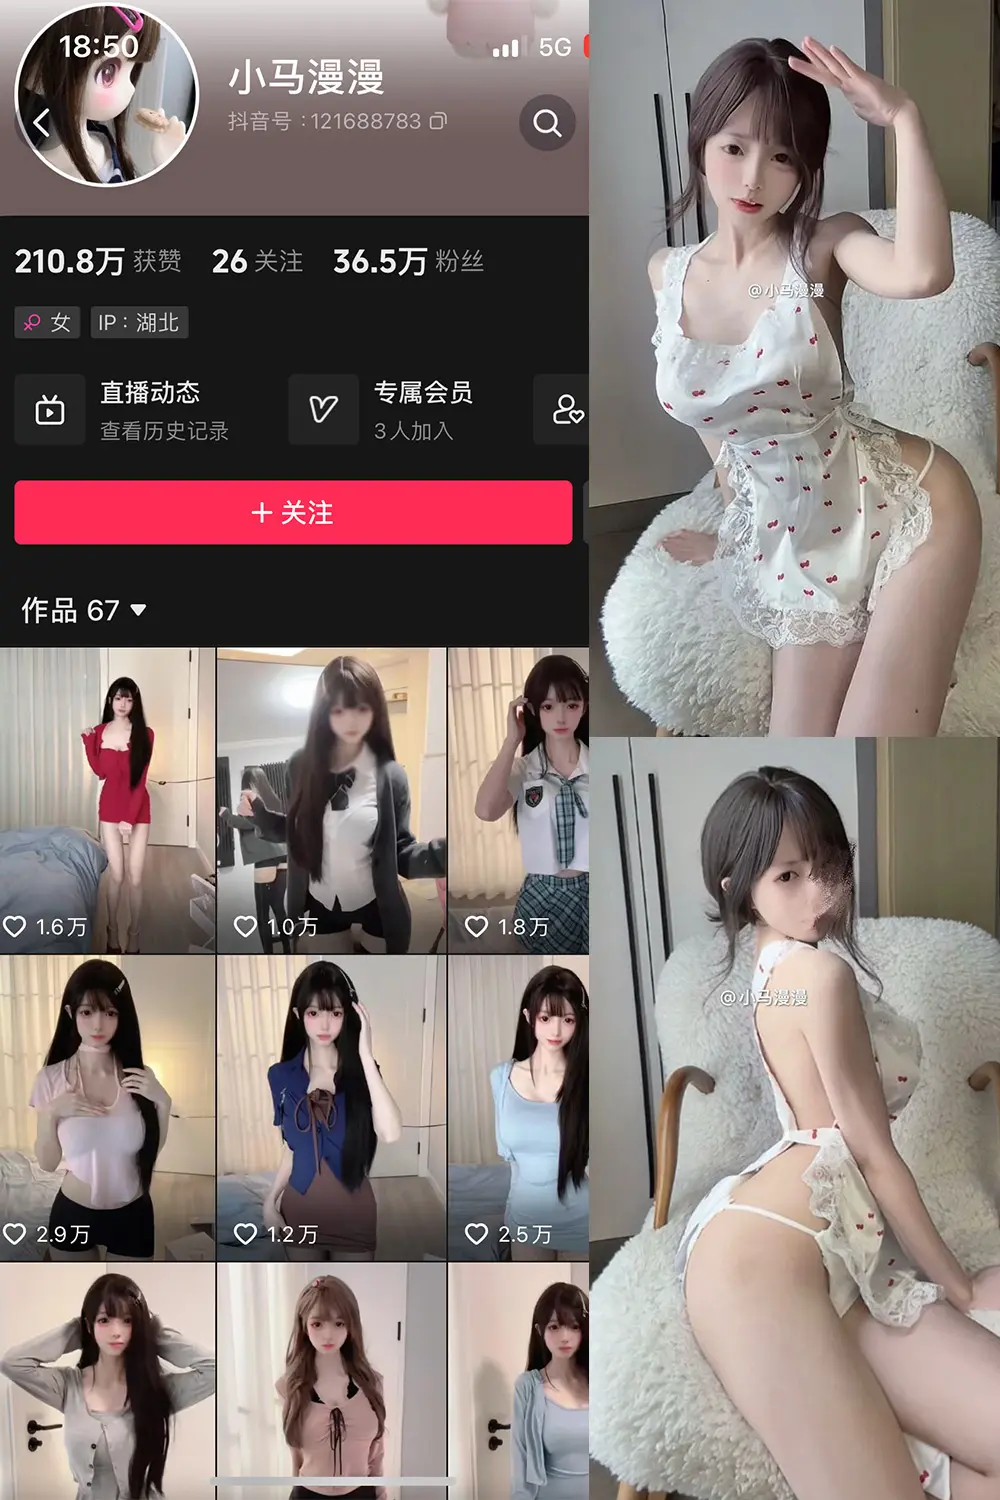 18:50
5G
小马漫漫
抖音号：121688783
210.8万 获赞 26 关注 36.5万 粉丝
女 IP：湖北
直播动态
查看历史记录
专属会员
3人加入
+ 关注
作品 67
1.6万
1.0万
1.8万
2.9万
1.2万
2.5万
@小马漫漫
@小马漫漫